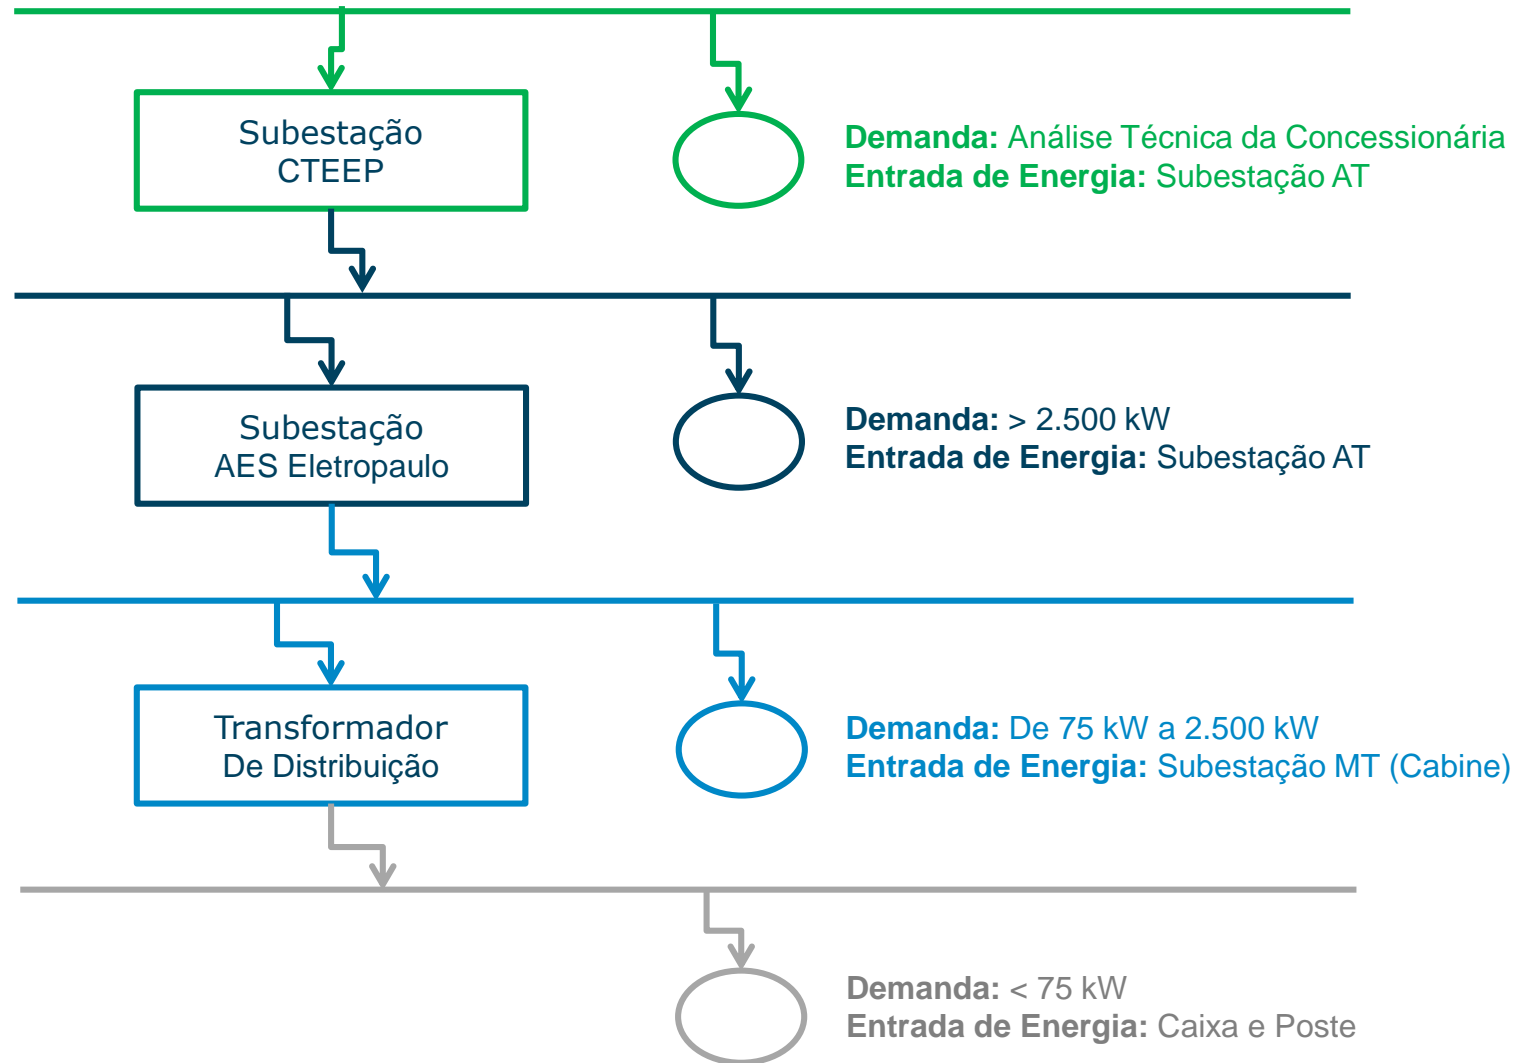 Subestação
CTEEP
Demanda: Análise Técnica da Concessionária
Entrada de Energia: Subestação AT
Subestação
AES Eletropaulo
Demanda: > 2.500 kW
Entrada de Energia: Subestação AT
Transformador
De Distribuição
Demanda: De 75 kW a 2.500 kW
Entrada de Energia: Subestação MT (Cabine)
Demanda: < 75 kW
Entrada de Energia: Caixa e Poste